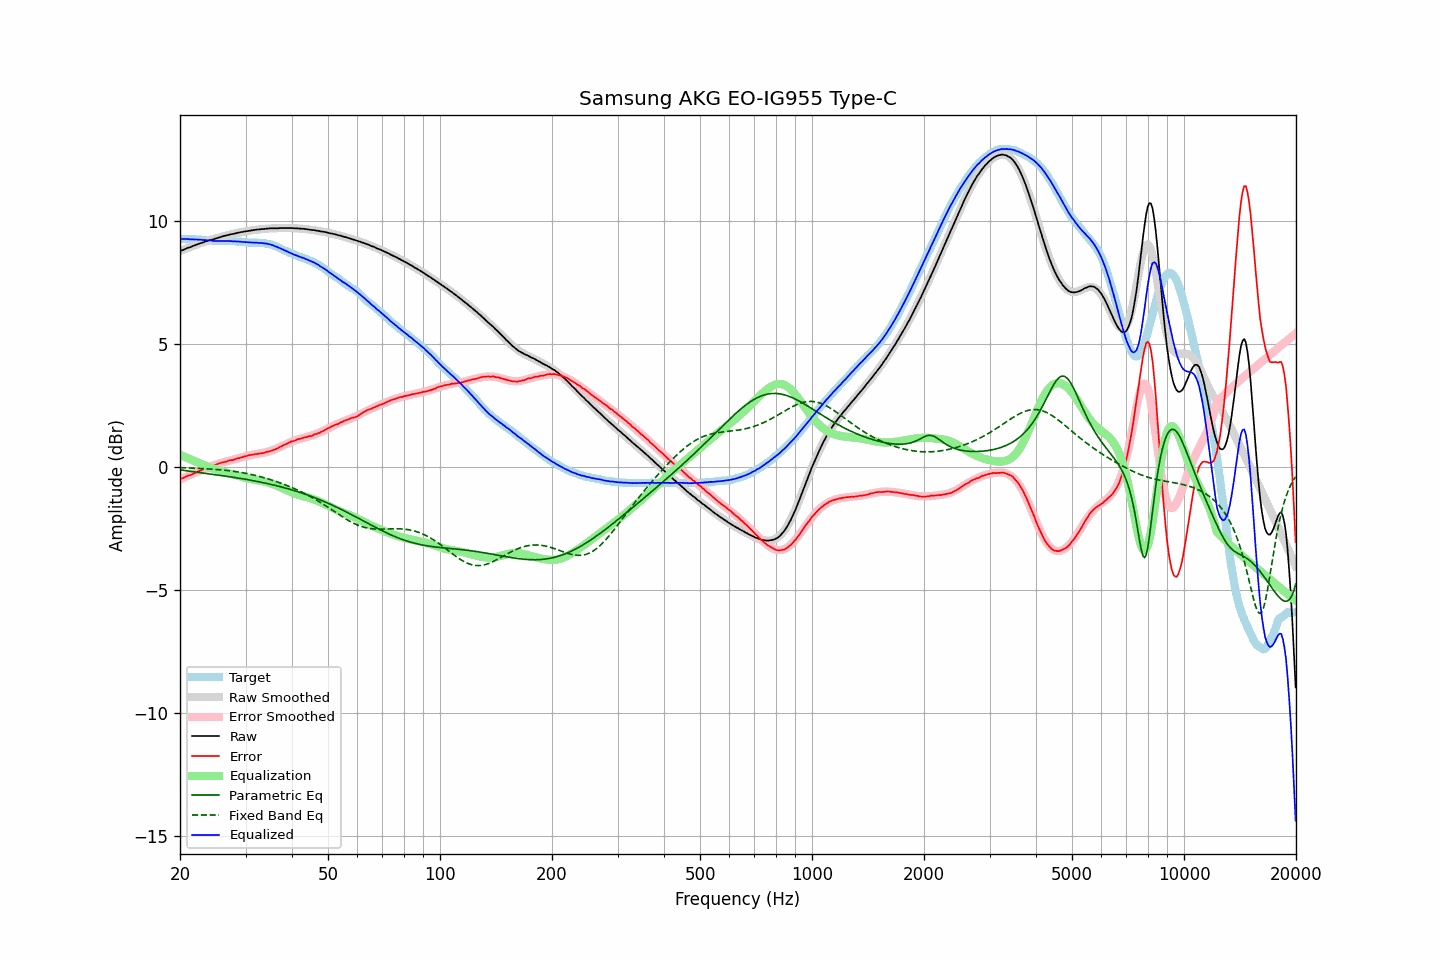 Samsung AKG EO-IG955 Type-C
Amplitude (dBr)
10
5
0
−5
−10
−15
Target
Raw Smoothed
Error Smoothed
Raw
Error
Equalization
Parametric Eq
Fixed Band Eq
Equalized
20 50 100 200 500 1000 2000 5000 10000 20000
Frequency (Hz)